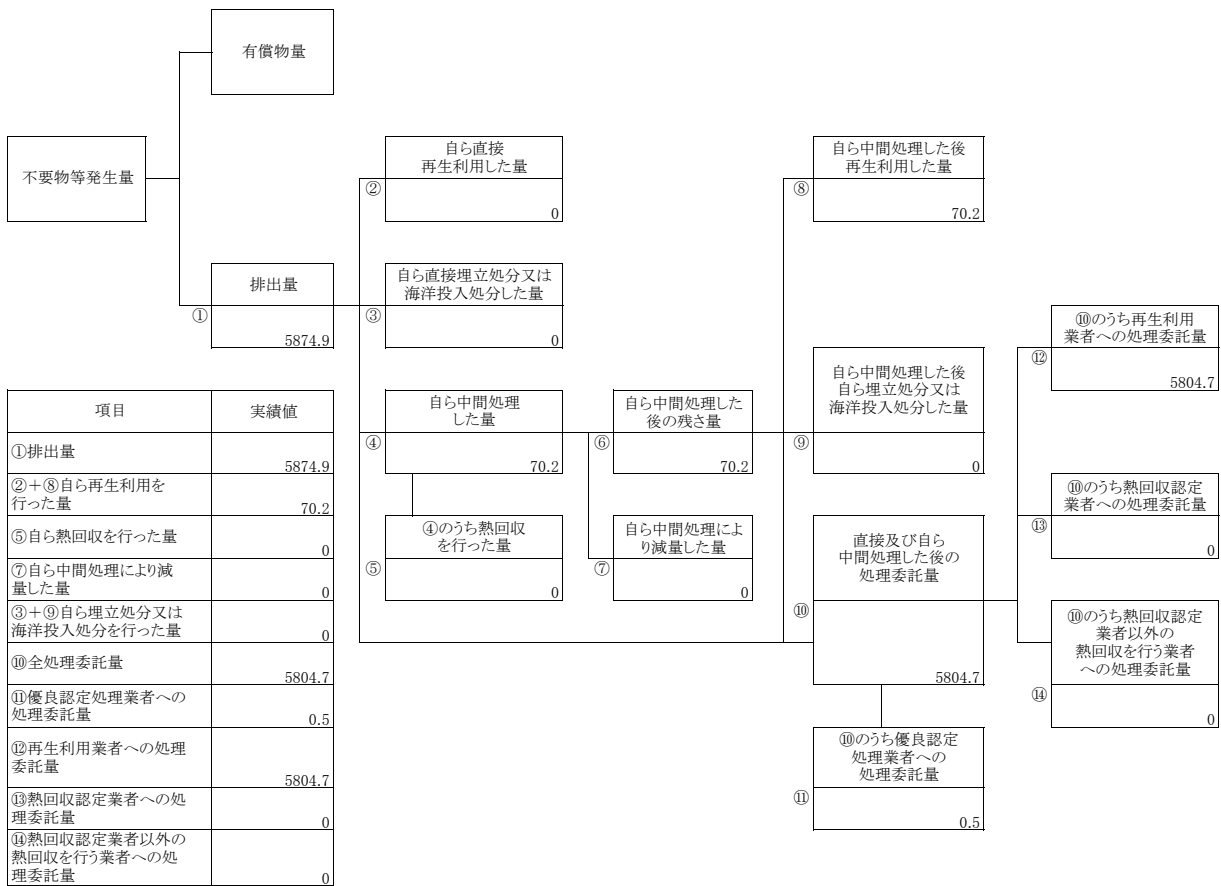 有償物量
不要物等発生量
自ら直接
再生利用した量
②
0
自ら中間処理した後
再生利用した量
⑧
70.2
排出量
①
5874.9
自ら直接埋立処分又は
海洋投入処分した量
③
0
⑩のうち再生利用
業者への処理委託量
⑫
5804.7
自ら中間処理
した量
④
70.2
自ら中間処理した
後の残さ量
⑥
70.2
自ら中間処理した後
自ら埋立処分又は
海洋投入処分した量
⑨
0
⑩のうち熱回収認定
業者への処理委託量
⑬
0
④のうち熱回収
を行った量
⑤
0
自ら中間処理によ
り減量した量
⑦
0
直接及び自ら
中間処理した後の
処理委託量
⑩
5804.7
⑩のうち熱回収認定
業者以外の
熱回収を行う業者
への処理委託量
⑭
0
⑩のうち優良認定
処理業者への
処理委託量
⑪
0.5
項目 実績値
①排出量
5874.9
②+⑧自ら再生利用を
行った量
70.2
⑤自ら熱回収を行った量
0
⑦自ら中間処理により減
量した量
0
③+⑨自ら埋立処分又は
海洋投入処分を行った量
0
⑩全処理委託量
5804.7
⑪優良認定処理業者への
処理委託量
0.5
⑫再生利用業者への処理
委託量
5804.7
⑬熱回収認定業者への処
理委託量
0
⑭熱回収認定業者以外の
熱回収を行う業者への処
理委託量
0